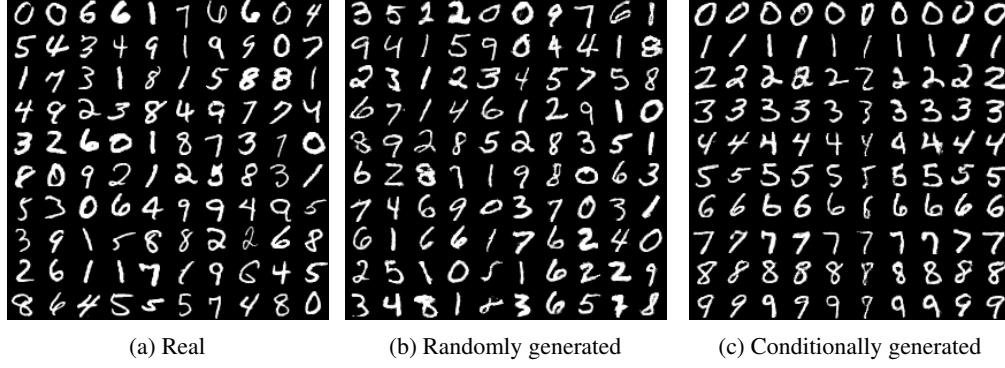 0 0 6 6 1 7 6 6 0 4
5 4 3 4 9 1 9 9 0 7
1 7 3 1 8 1 5 8 8 1
4 9 2 3 8 4 9 7 7 4
3 2 6 0 1 8 7 3 7 0
8 0 9 2 1 2 5 8 3 1
5 3 0 6 4 9 9 4 9 5
3 9 1 5 8 8 2 2 6 8
2 6 1 1 7 1 9 6 4 5
8 6 4 5 5 5 7 4 8 0
(a) Real
3 5 2 2 0 0 9 7 6 1
9 4 1 5 9 0 4 4 1 8
2 3 1 2 3 4 5 7 5 8
6 7 1 4 6 1 2 9 1 0
8 9 2 8 5 2 8 3 5 1
6 2 8 7 1 9 8 0 6 3
7 4 6 9 0 3 7 0 3 1
6 1 6 6 1 7 6 2 4 0
2 5 1 0 5 1 6 2 2 9
3 4 8 1 3 6 5 8
(b) Randomly generated
0 0 0 0 0 0 0 0 0 0
1 1 1 1 1 1 1 1 1 1
2 2 2 2 2 2 2 2 2 2
3 3 3 3 3 3 3 3 3 3
4 4 4 4 4 4 4 4 4 4
5 5 5 5 5 5 5 5 5 5
6 6 6 6 6 6 6 6 6 6
7 7 7 7 7 7 7 7 7 7
8 8 8 8 8 8 8 8 8 8
9 9 9 9 9 9 9 9 9 9
(c) Conditionally generated